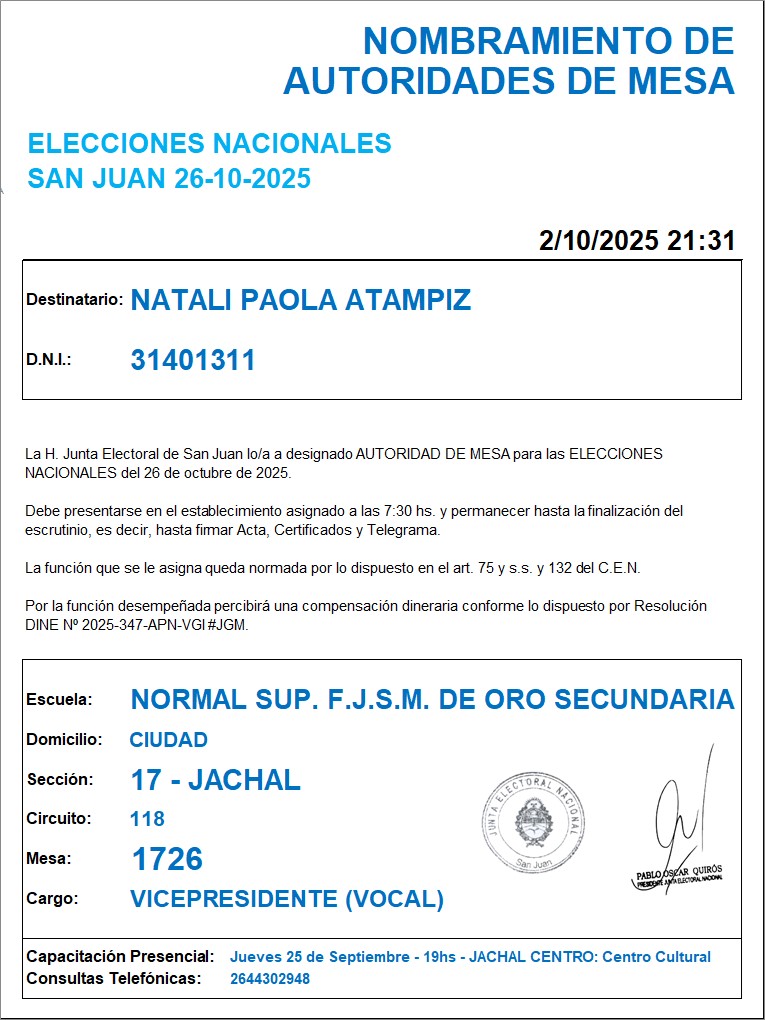 NOMBRAMIENTO DE
AUTORIDADES DE MESA
ELECCIONES NACIONALES
SAN JUAN 26-10-2025
2/10/2025 21:31
Destinatario: NATALI PAOLA ATAMPIZ
D.N.I.: 31401311
La H. Junta Electoral de San Juan lo/a a designado AUTORIDAD DE MESA para las ELECCIONES
NACIONALES del 26 de octubre de 2025.
Debe presentarse en el establecimiento asignado a las 7:30 hs. y permanecer hasta la finalización del
escrutinio, es decir, hasta firmar Acta, Certificados y Telegrama.
La función que se le asigna queda normada por lo dispuesto en el art. 75 y s.s. y 132 del C.E.N.
Por la función desempeñada percibirá una compensación dineraria conforme lo dispuesto por Resolución
DINE Nº 2025-347-APN-VGI#JGM.
Escuela: NORMAL SUP. F.J.S.M. DE ORO SECUNDARIA
Domicilio: CIUDAD
Sección: 17 - JACHAL
Circuito: 118
Mesa: 1726
Cargo: VICEPRESIDENTE (VOCAL)
JUNTA ELECTORAL NACIONAL
San Juan
PABLO OSCAR QUIRÓS
PRESIDENTE JUNTA ELECTORAL NACIONAL
Capacitación Presencial: Jueves 25 de Septiembre - 19hs - JACHAL CENTRO: Centro Cultural
Consultas Telefónicas: 2644302948